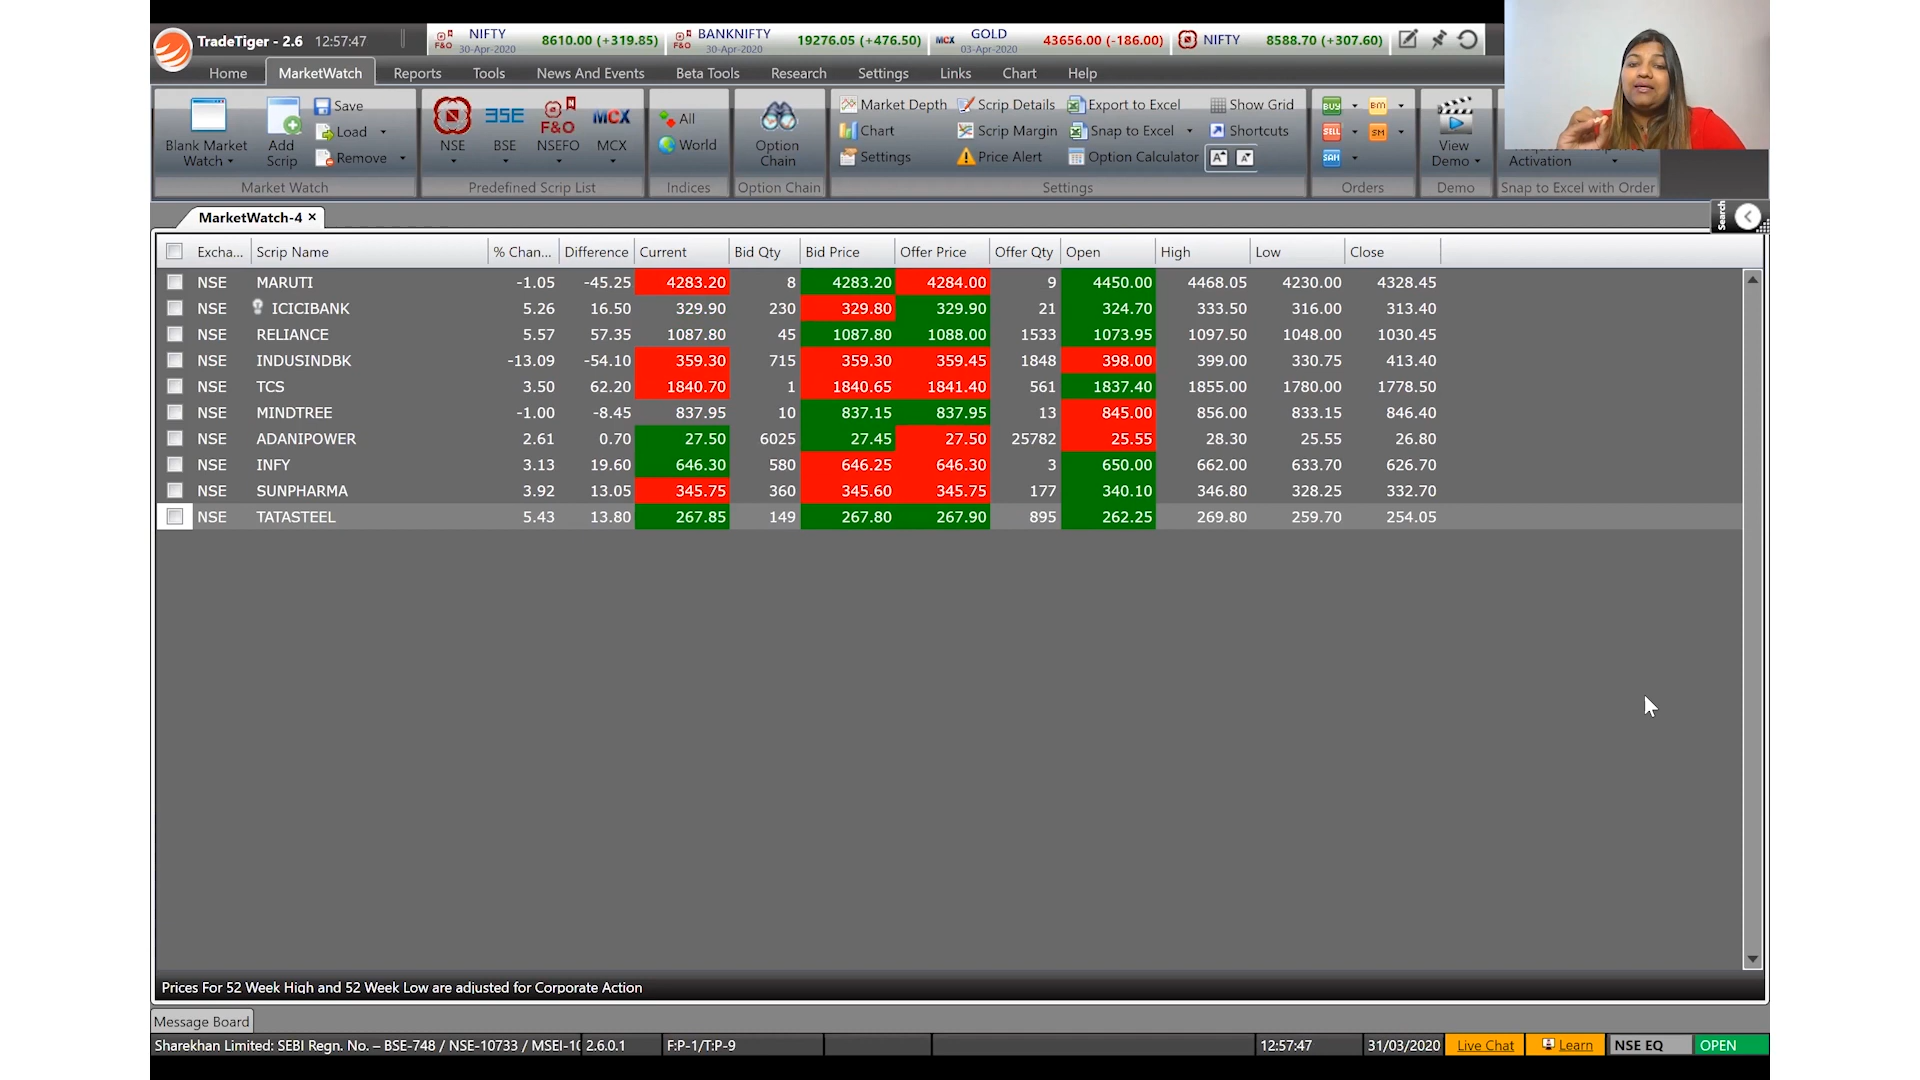 TradeTiger - 2.6 12:57:47
NIFTY 30-Apr-2020 8610.00 (+319.85) BANKNIFTY 30-Apr-2020 19276.05 (+476.50) MCX GOLD 03-Apr-2020 43656.00 (-186.00) NIFTY 8588.70 (+307.60)
Home MarketWatch Reports Tools News And Events Beta Tools Research Settings Links Chart Help
Blank Market Watch Add Scrip Save Load Remove
NSE BSE NSEFO MCX
All World
Option Chain
Market Depth Scrip Details Export to Excel Show Grid
Chart Scrip Margin Snap to Excel Shortcuts
Settings Price Alert Option Calculator
BUY BM
SELL SM
SAH
View Demo
Activation
Market Watch Predefined Scrip List Indices Option Chain Settings Orders Demo Snap to Excel with Order
MarketWatch-4
Search
Excha... Scrip Name % Chan... Difference Current Bid Qty Bid Price Offer Price Offer Qty Open High Low Close
NSE MARUTI -1.05 -45.25 4283.20 8 4283.20 4284.00 9 4450.00 4468.05 4230.00 4328.45
NSE ICICIBANK 5.26 16.50 329.90 230 329.80 329.90 21 324.70 333.50 316.00 313.40
NSE RELIANCE 5.57 57.35 1087.80 45 1087.80 1088.00 1533 1073.95 1097.50 1048.00 1030.45
NSE INDUSINDBK -13.09 -54.10 359.30 715 359.30 359.45 1848 398.00 399.00 330.75 413.40
NSE TCS 3.50 62.20 1840.70 1 1840.65 1841.40 561 1837.40 1855.00 1780.00 1778.50
NSE MINDTREE -1.00 -8.45 837.95 10 837.15 837.95 13 845.00 856.00 833.15 846.40
NSE ADANIPOWER 2.61 0.70 27.50 6025 27.45 27.50 25782 25.55 28.30 25.55 26.80
NSE INFY 3.13 19.60 646.30 580 646.25 646.30 3 650.00 662.00 633.70 626.70
NSE SUNPHARMA 3.92 13.05 345.75 360 345.60 345.75 177 340.10 346.80 328.25 332.70
NSE TATASTEEL 5.43 13.80 267.85 149 267.80 267.90 895 262.25 269.80 259.70 254.05
Prices For 52 Week High and 52 Week Low are adjusted for Corporate Action
Message Board
Sharekhan Limited: SEBI Regn. No. – BSE-748 / NSE-10733 / MSEI-10 2.6.0.1 F:P-1/T:P-9 12:57:47 31/03/2020 Live Chat Learn NSE EQ OPEN